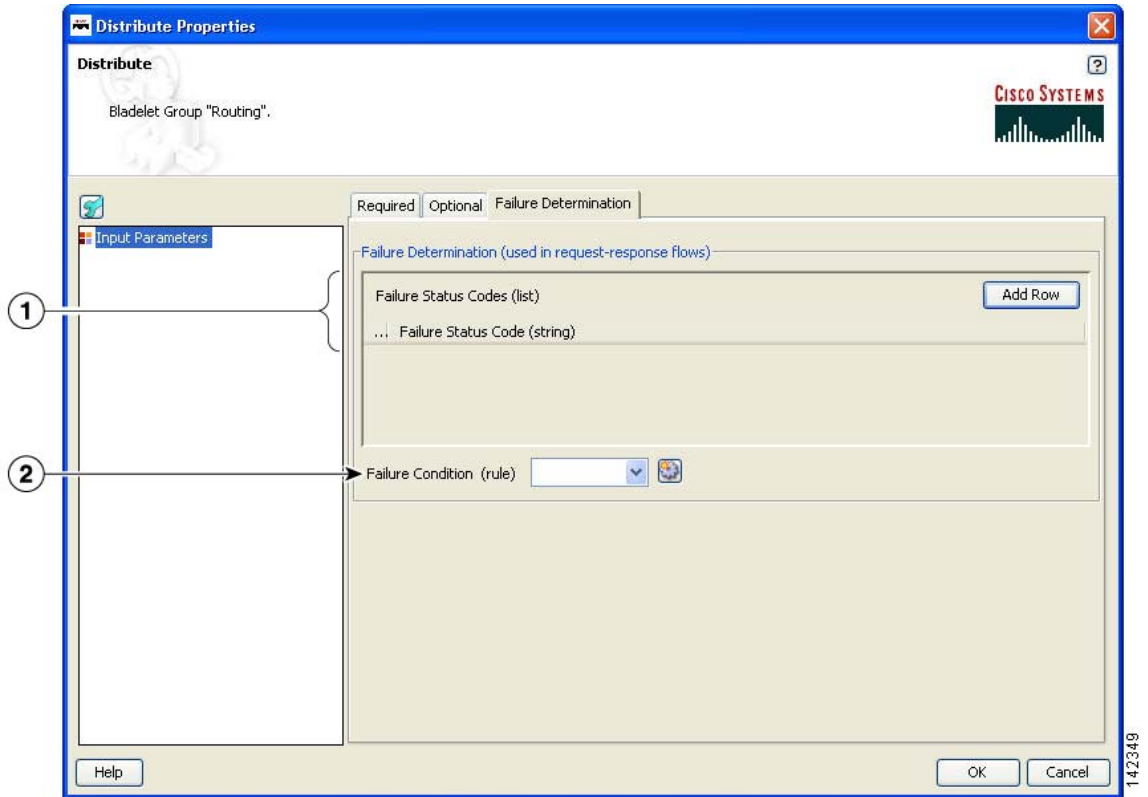 Distribute Properties
Distribute
?
Bladelet Group "Routing".
CISCO SYSTEMS
Required Optional Failure Determination
Input Parameters
Failure Determination (used in request-response flows)
1
Failure Status Codes (list) Add Row
... Failure Status Code (string)
2
Failure Condition (rule)
Help OK Cancel
142349